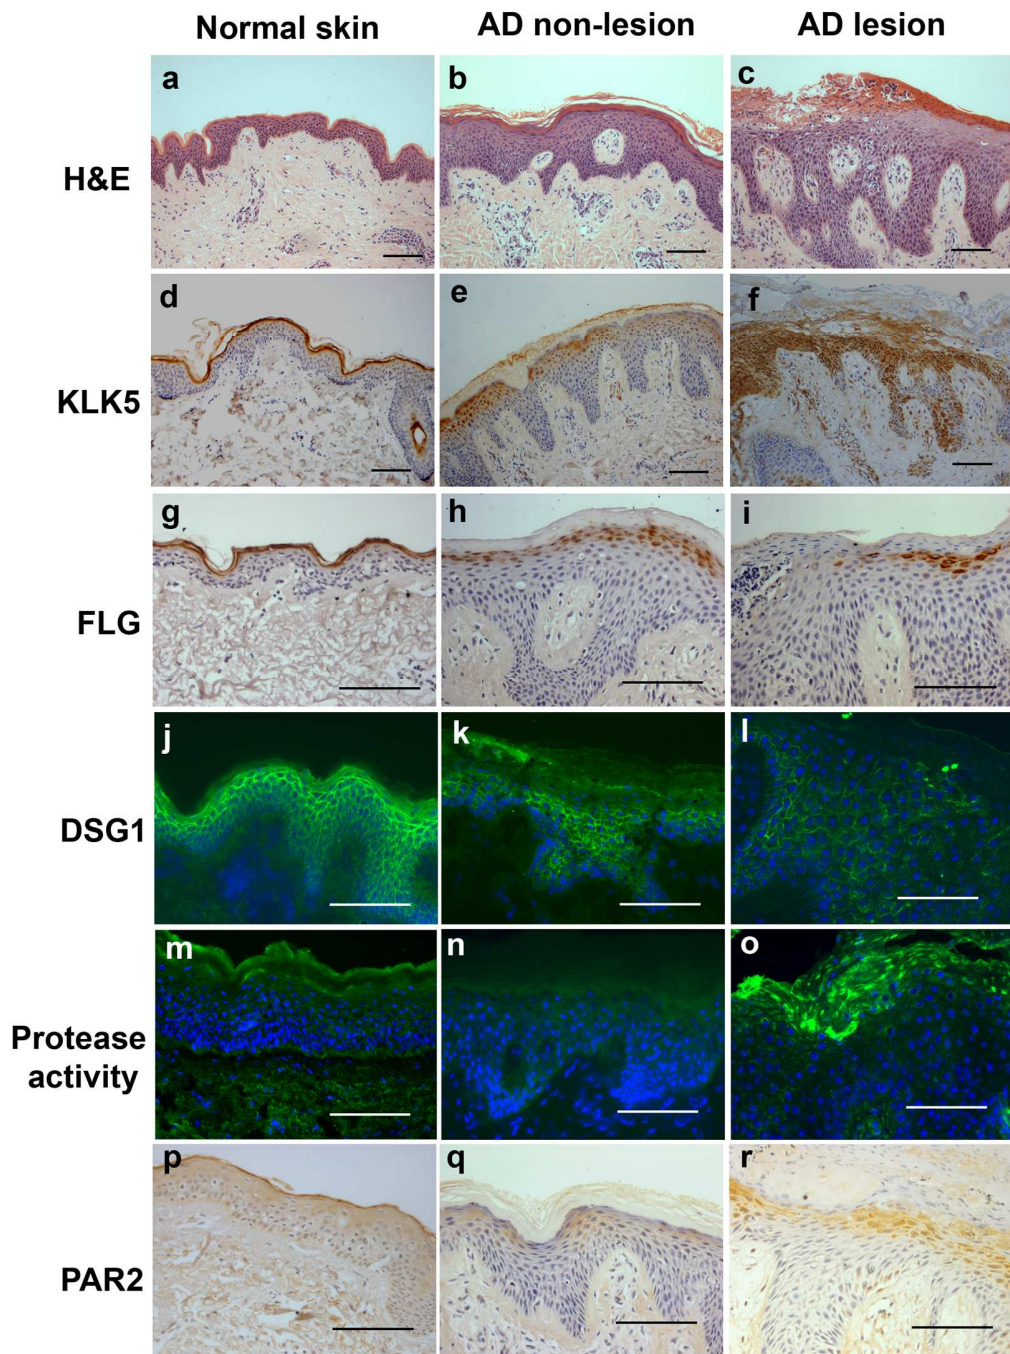 Normal skin AD non-lesion AD lesion
H&E a b c
KLK5 d e f
FLG g h i
DSG1 j k l
Protease
activity m n o
PAR2 p q r